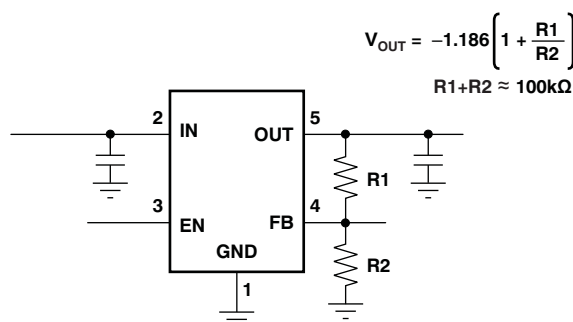 V_OUT = −1.186(1 + R1/R2)
R1+R2 ≈ 100kΩ
2 IN
OUT 5
R1
3 EN
FB 4
GND
R2
1